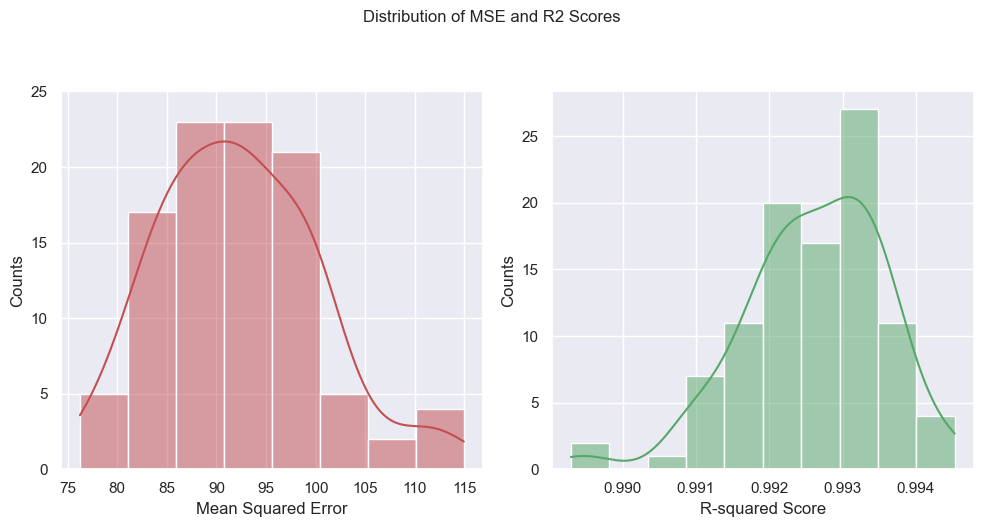 Distribution of MSE and R2 Scores
25
20
15
10
5
0
Counts
75 80 85 90 95 100 105 110 115
Mean Squared Error
25
20
15
10
5
0
Counts
0.990 0.991 0.992 0.993 0.994
R-squared Score